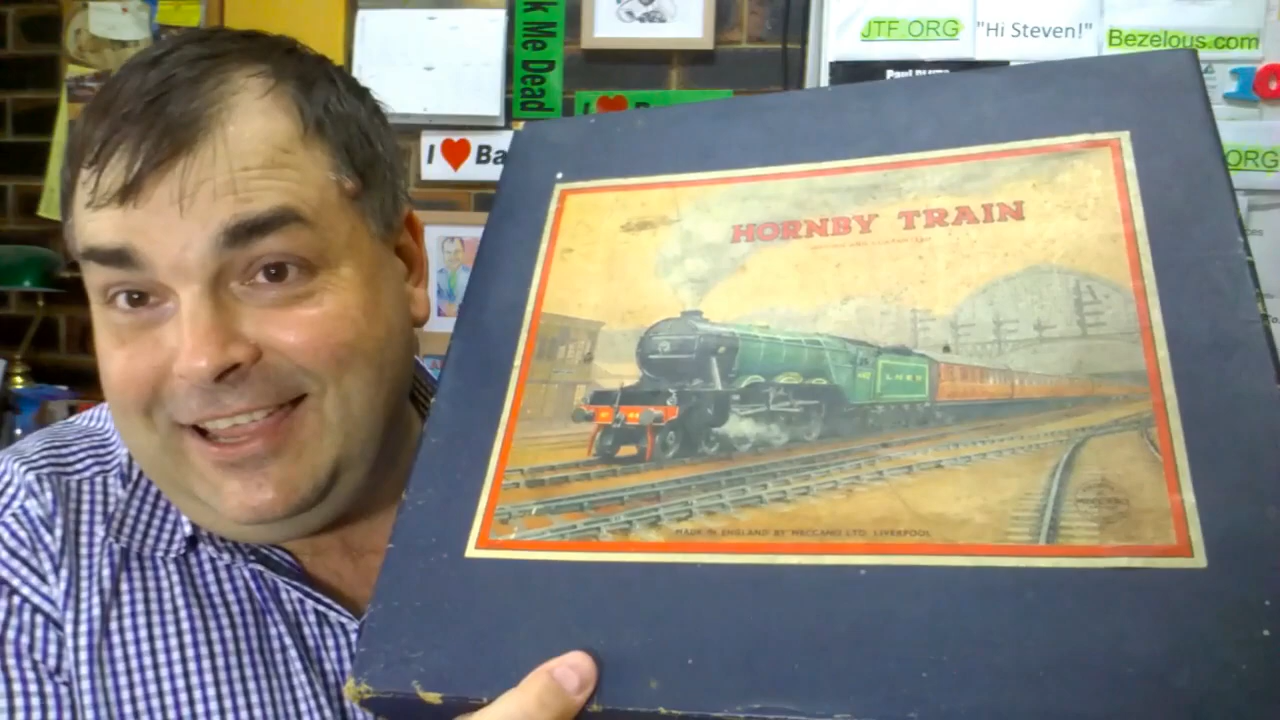 k Me Dead
JTF ORG
"Hi Steven!"
Bezelous.com
I ❤ Ba
I ❤
ORG
HORNBY TRAIN
L N E R
MADE IN ENGLAND BY MECCANO LTD. LIVERPOOL